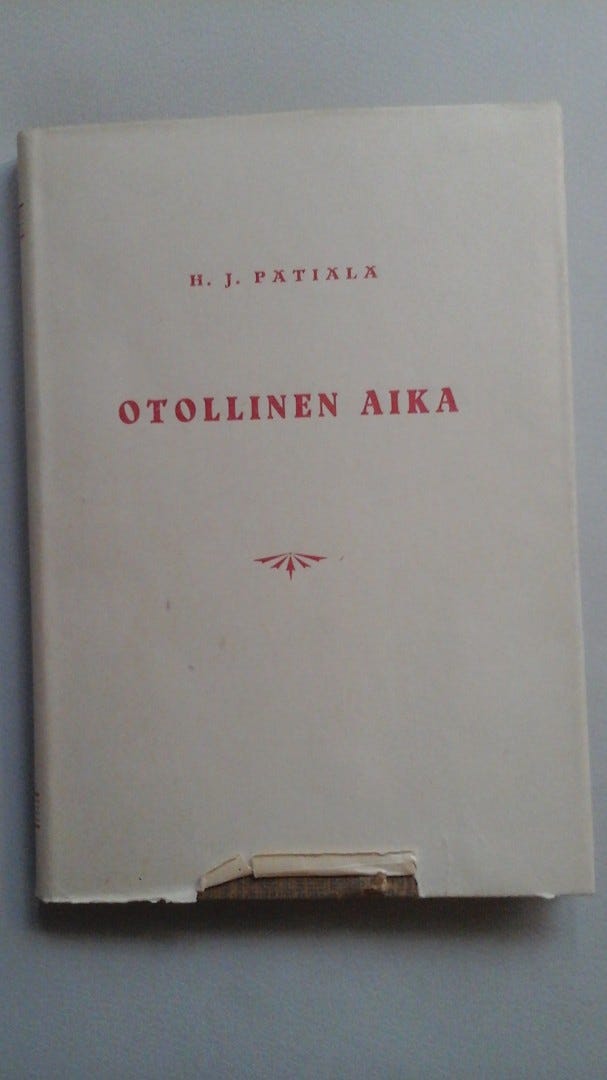 H. J. PÄTIÄLÄ
OTOLLINEN AIKA